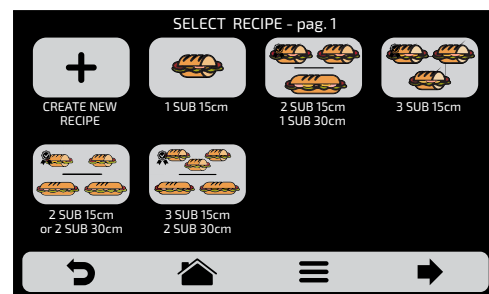 SELECT RECIPE - pag. 1
CREATE NEW
RECIPE
1 SUB 15cm
2 SUB 15cm
1 SUB 30cm
3 SUB 15cm
2 SUB 15cm
or 2 SUB 30cm
3 SUB 15cm
2 SUB 30cm